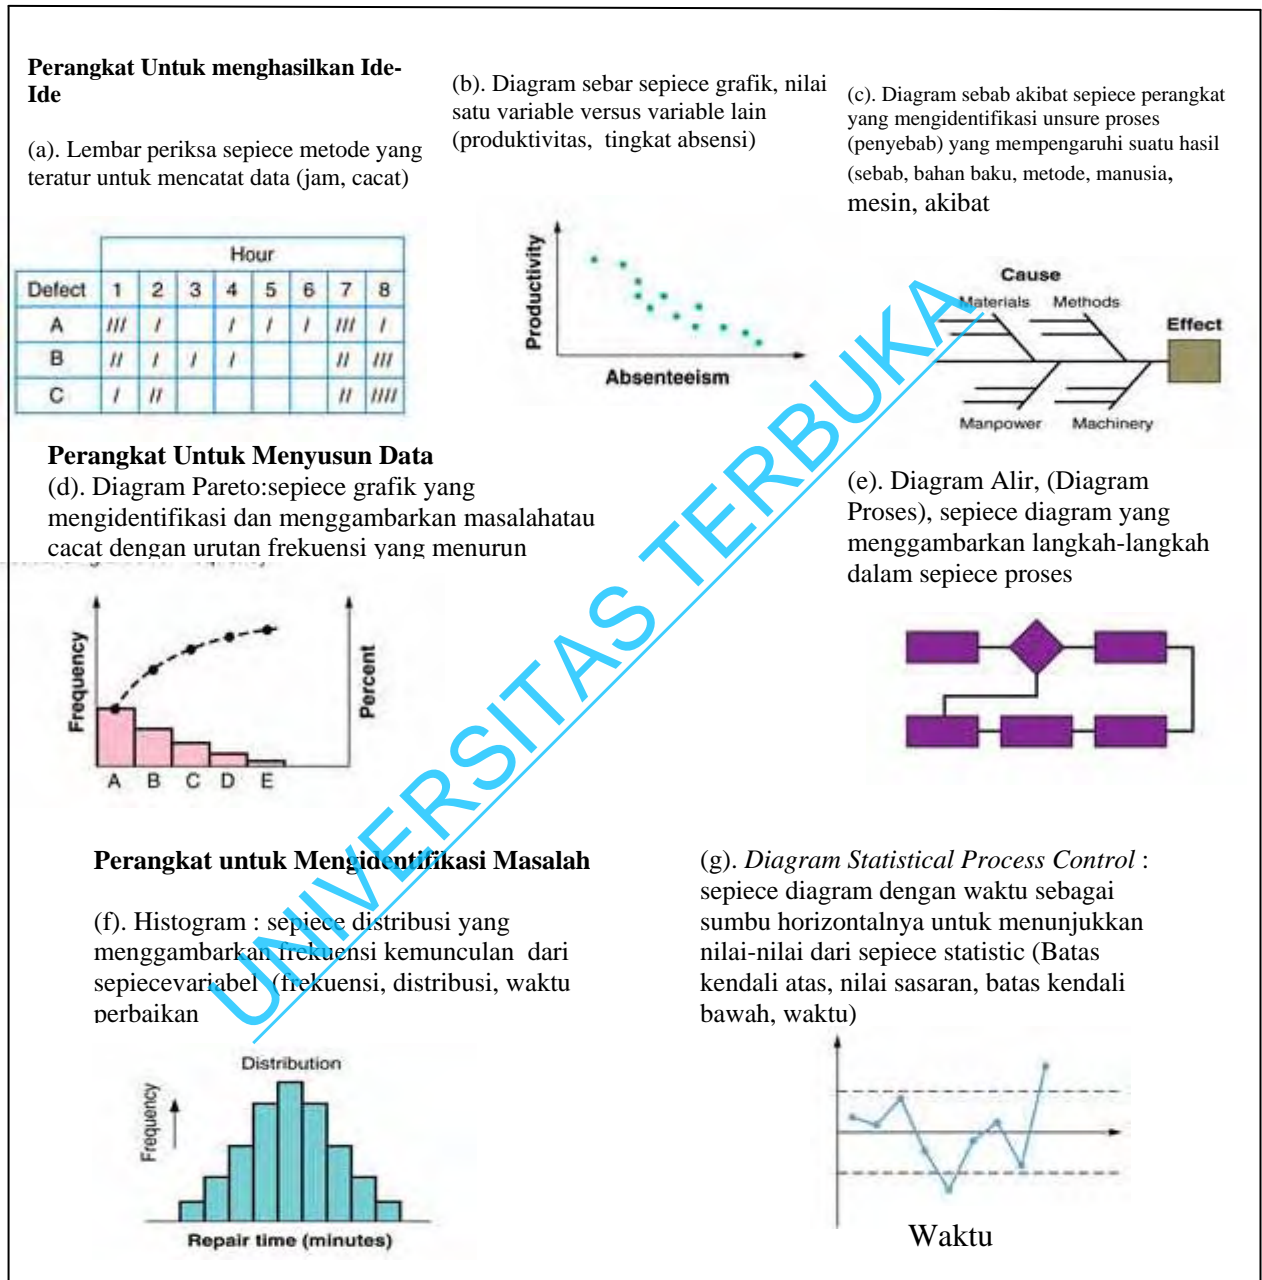 Perangkat Untuk menghasilkan Ide-
Ide
(a). Lembar periksa sepiece metode yang
teratur untuk mencatat data (jam, cacat)
Hour
Defect 1 2 3 4 5 6 7 8
A /// / / / / /// /
B // / / / // ///
C / // // ////
(b). Diagram sebar sepiece grafik, nilai
satu variable versus variable lain
(produktivitas, tingkat absensi)
Productivity
Absenteeism
(c). Diagram sebab akibat sepiece perangkat
yang mengidentifikasi unsure proses
(penyebab) yang mempengaruhi suatu hasil
(sebab, bahan baku, metode, manusia,
mesin, akibat
Cause
Materials Methods
Effect
Manpower Machinery
Perangkat Untuk Menyusun Data
(d). Diagram Pareto:sepiece grafik yang
mengidentifikasi dan menggambarkan masalahatau
cacat dengan urutan frekuensi yang menurun
Frequency
Percent
A B C D E
(e). Diagram Alir, (Diagram
Proses), sepiece diagram yang
menggambarkan langkah-langkah
dalam sepiece proses
Perangkat untuk Mengidentifikasi Masalah
(f). Histogram : sepiece distribusi yang
menggambarkan frekuensi kemunculan dari
sepiecevariabel (frekuensi, distribusi, waktu
perbaikan
Distribution
Frequency
Repair time (minutes)
(g). Diagram Statistical Process Control :
sepiece diagram dengan waktu sebagai
sumbu horizontalnya untuk menunjukkan
nilai-nilai dari sepiece statistic (Batas
kendali atas, nilai sasaran, batas kendali
bawah, waktu)
Waktu
UNIVERSITAS TERBUKA